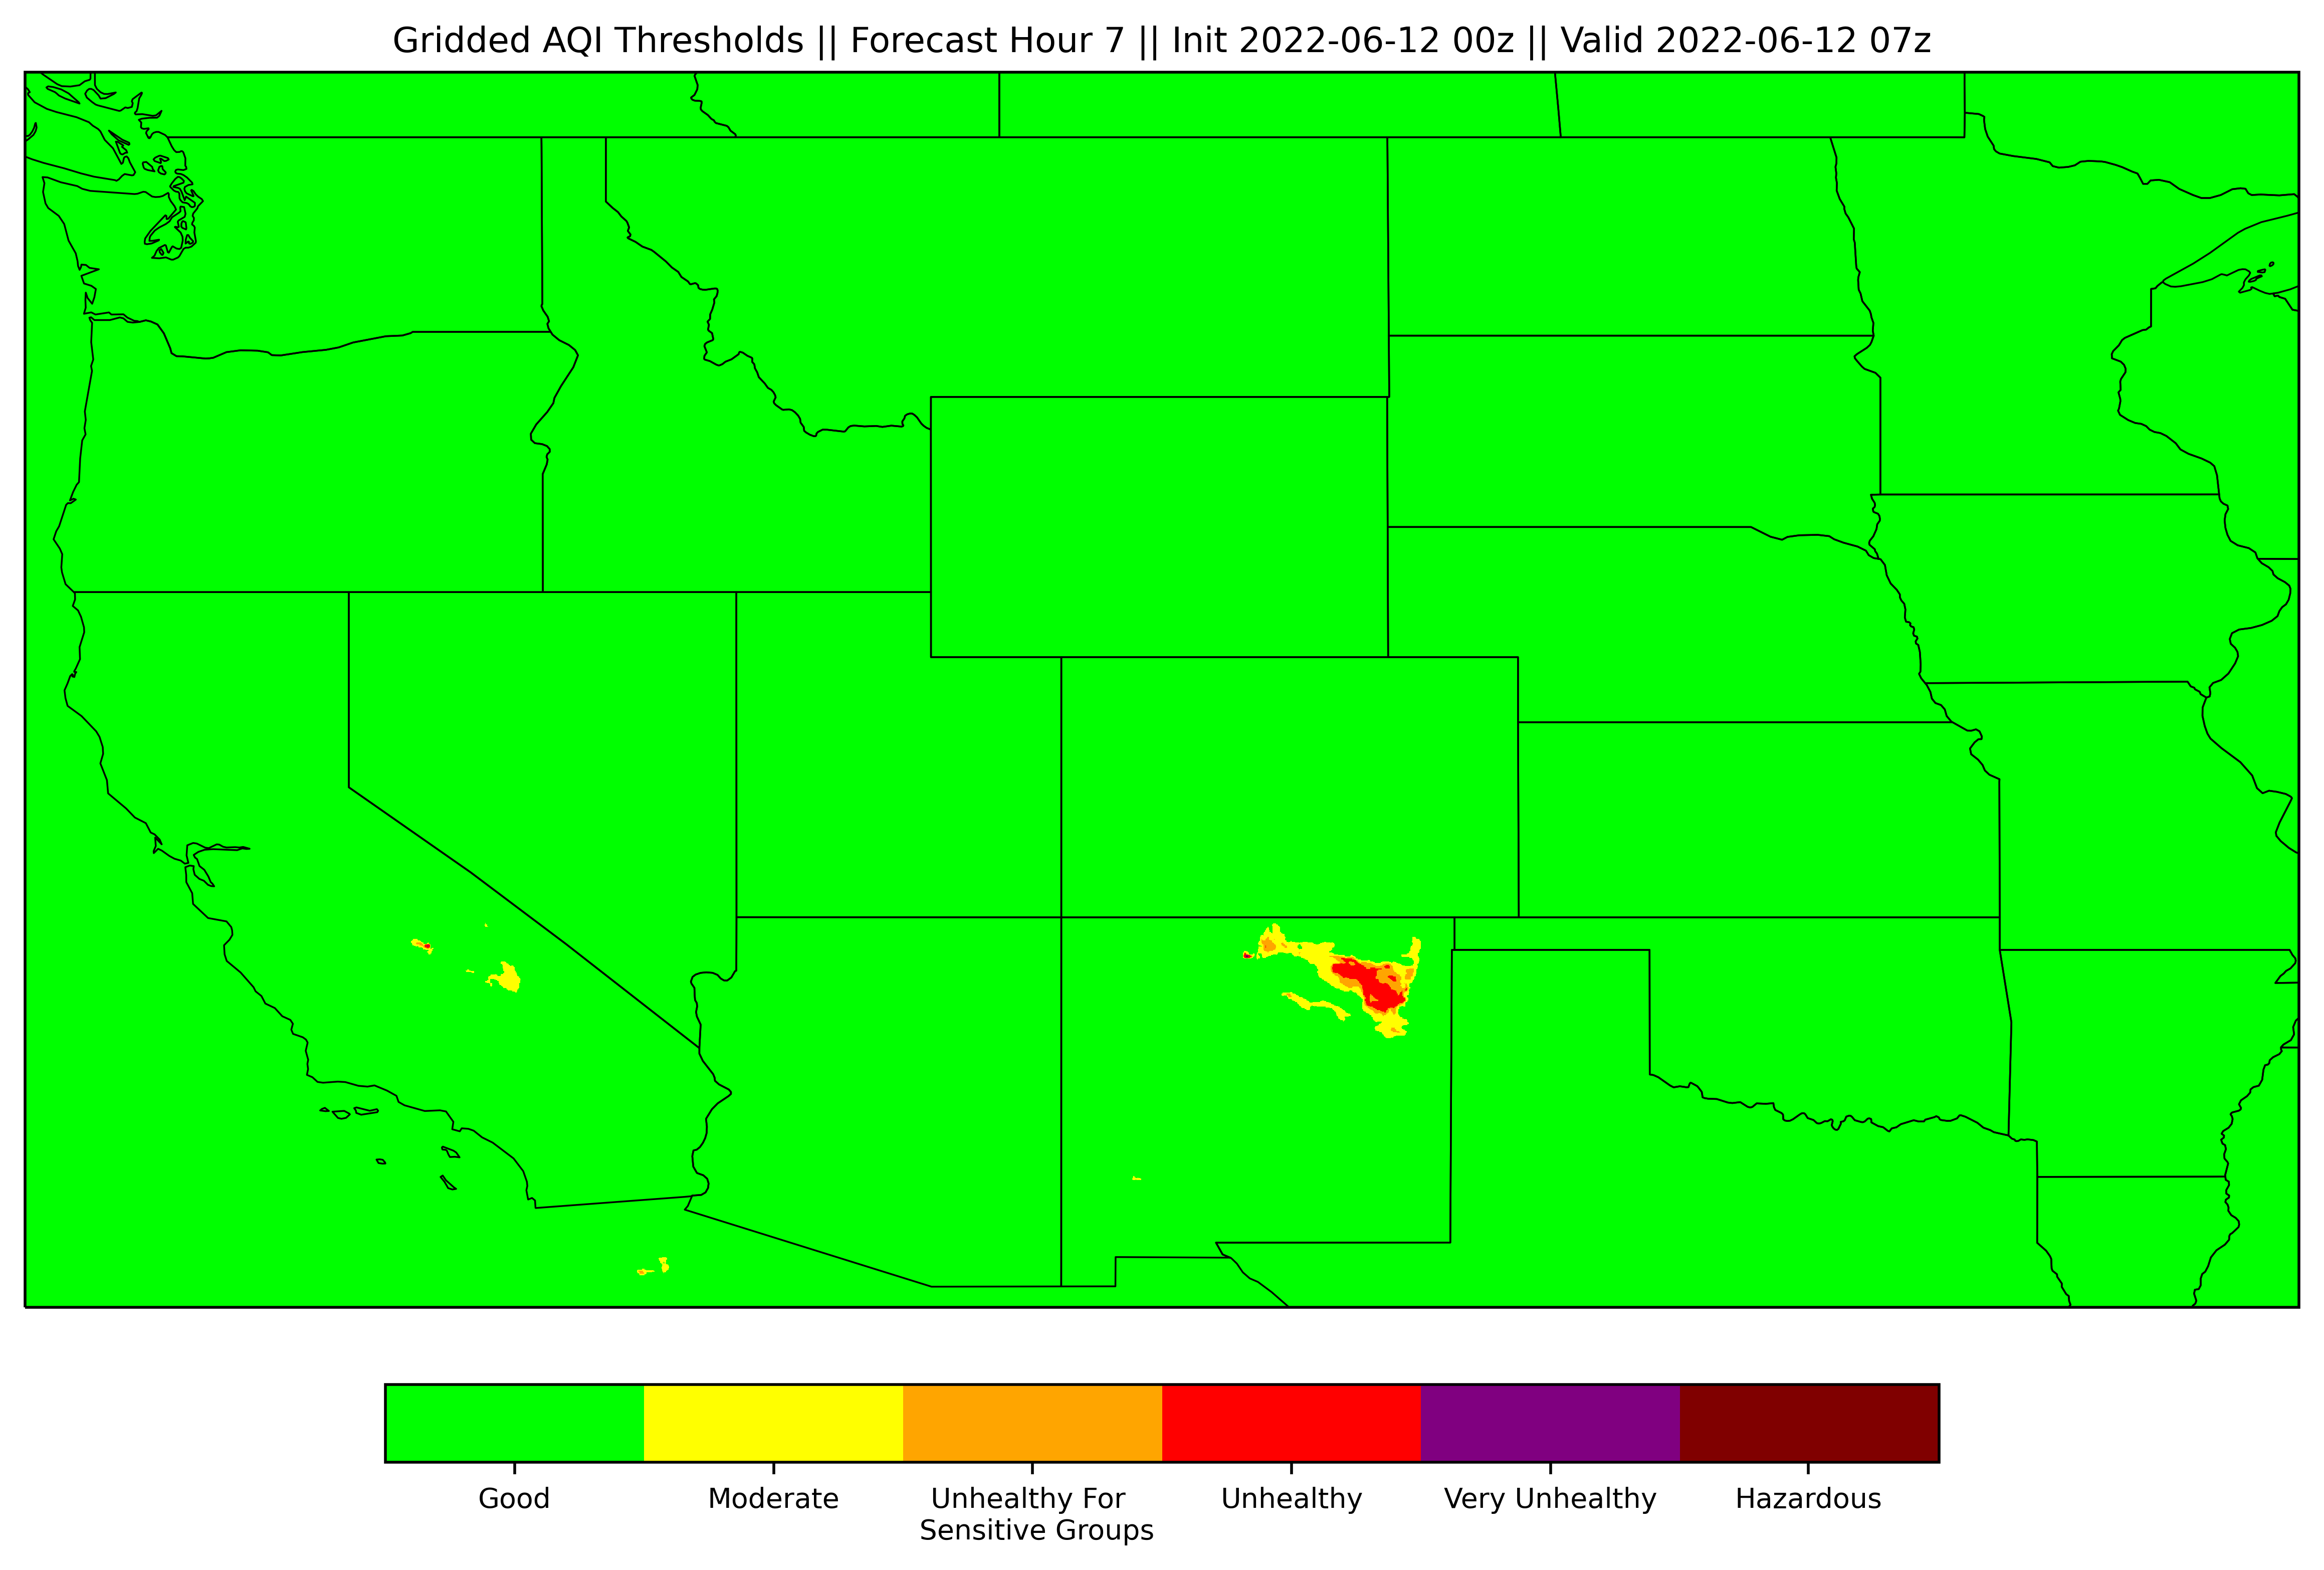 Gridded AQI Thresholds || Forecast Hour 7 || Init 2022-06-12 00z || Valid 2022-06-12 07z
Good
Moderate
Unhealthy For
Sensitive Groups
Unhealthy
Very Unhealthy
Hazardous